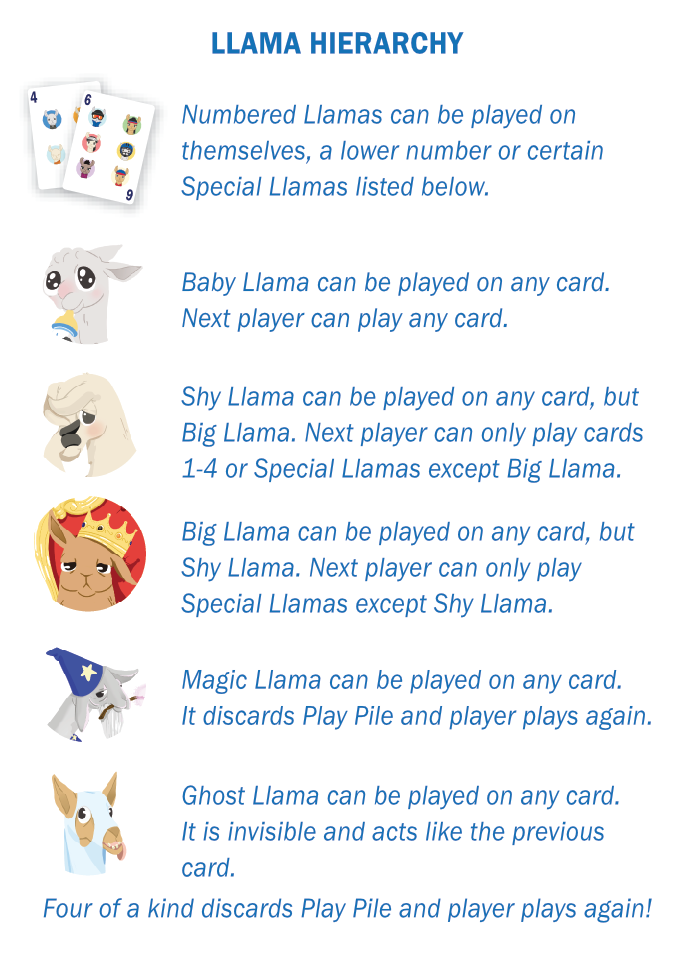 LLAMA HIERARCHY
4
6
9
Numbered Llamas can be played on
themselves, a lower number or certain
Special Llamas listed below.
Baby Llama can be played on any card.
Next player can play any card.
Shy Llama can be played on any card, but
Big Llama. Next player can only play cards
1-4 or Special Llamas except Big Llama.
Big Llama can be played on any card, but
Shy Llama. Next player can only play
Special Llamas except Shy Llama.
Magic Llama can be played on any card.
It discards Play Pile and player plays again.
Ghost Llama can be played on any card.
It is invisible and acts like the previous
card.
Four of a kind discards Play Pile and player plays again!